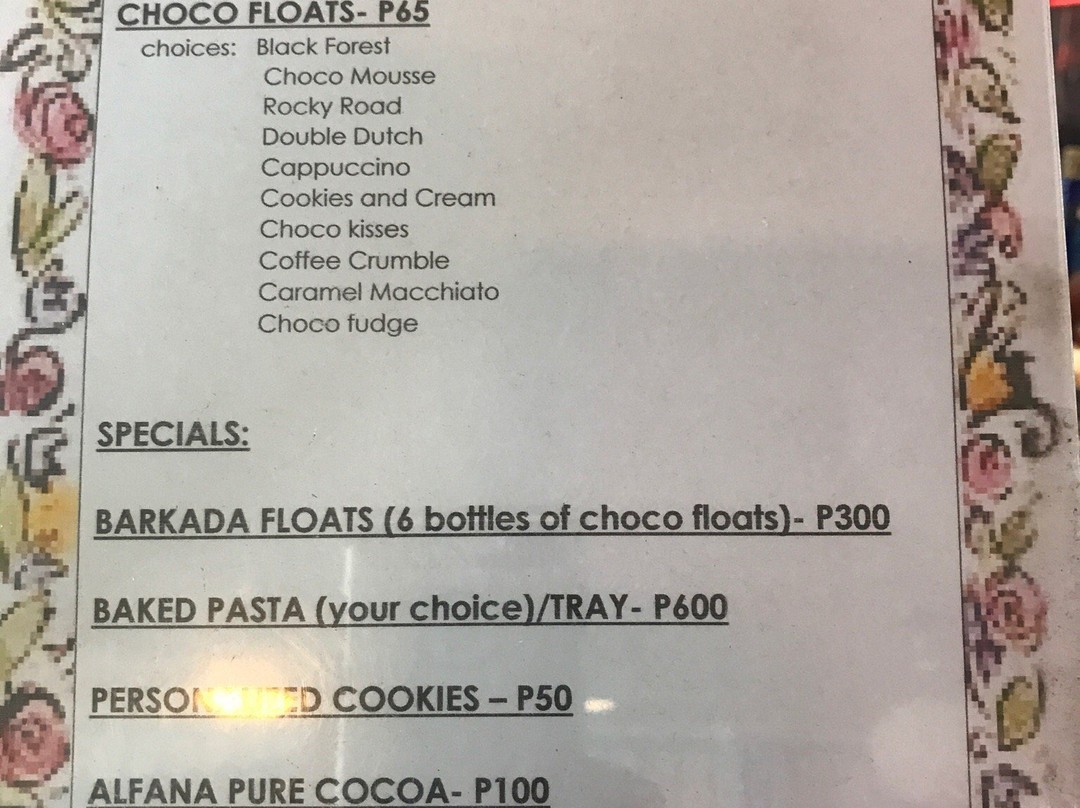 CHOCO FLOATS- P65
choices: Black Forest
Choco Mousse
Rocky Road
Double Dutch
Cappuccino
Cookies and Cream
Choco kisses
Coffee Crumble
Caramel Macchiato
Choco fudge
SPECIALS:
BARKADA FLOATS (6 bottles of choco floats)- P300
BAKED PASTA (your choice)/TRAY- P600
COOKIES – P50
ALFANA PURE COCOA- P100